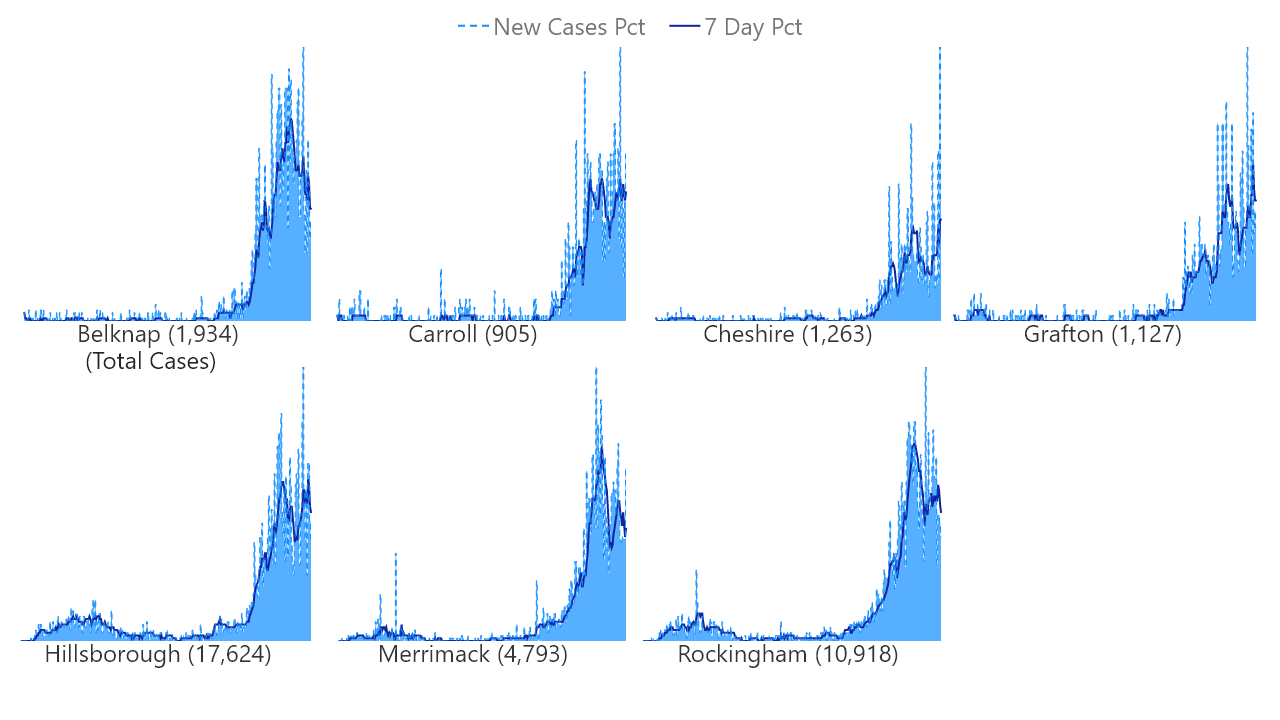 New Cases Pct 7 Day Pct
Belknap (1,934) Carroll (905) Cheshire (1,263) Grafton (1,127)
(Total Cases)
Hillsborough (17,624) Merrimack (4,793) Rockingham (10,918)